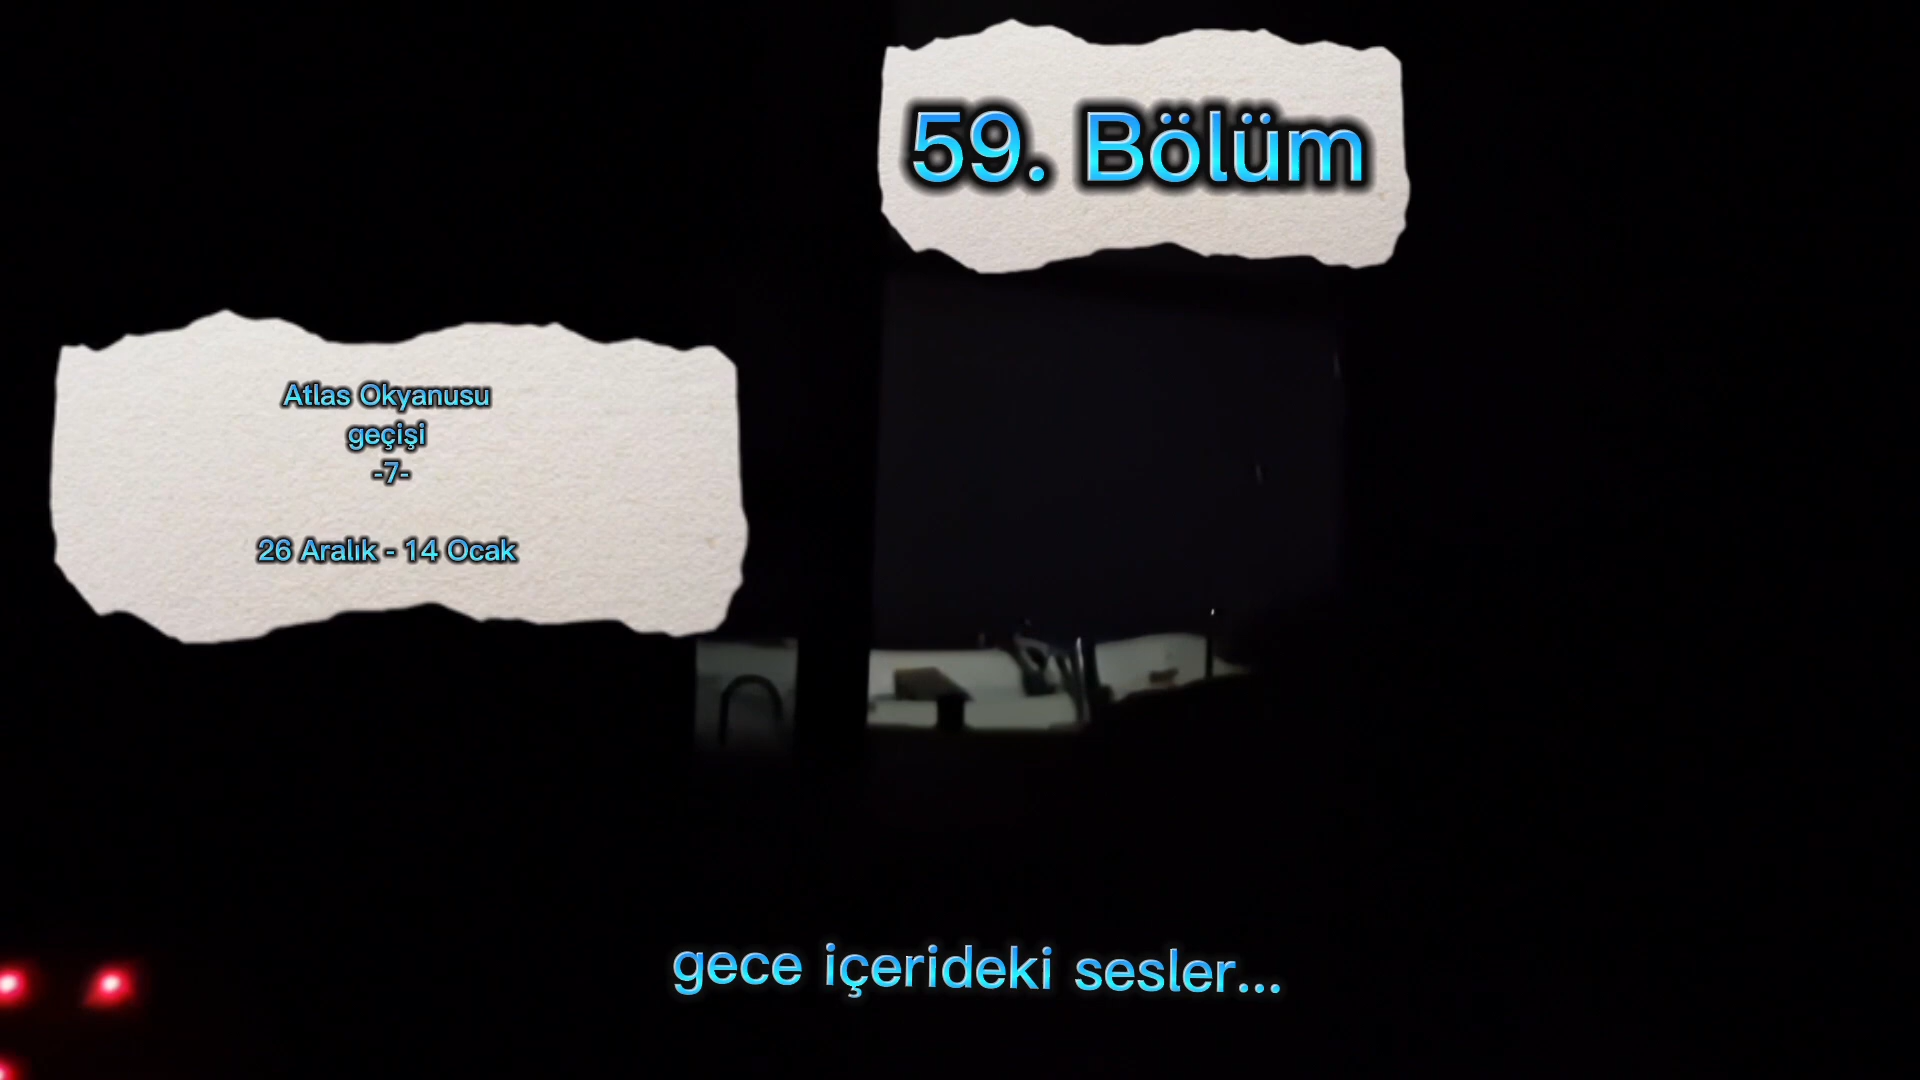 59. Bölüm
Atlas Okyanusu
geçişi
-7-
26 Aralık - 14 Ocak
gece içerideki sesler...